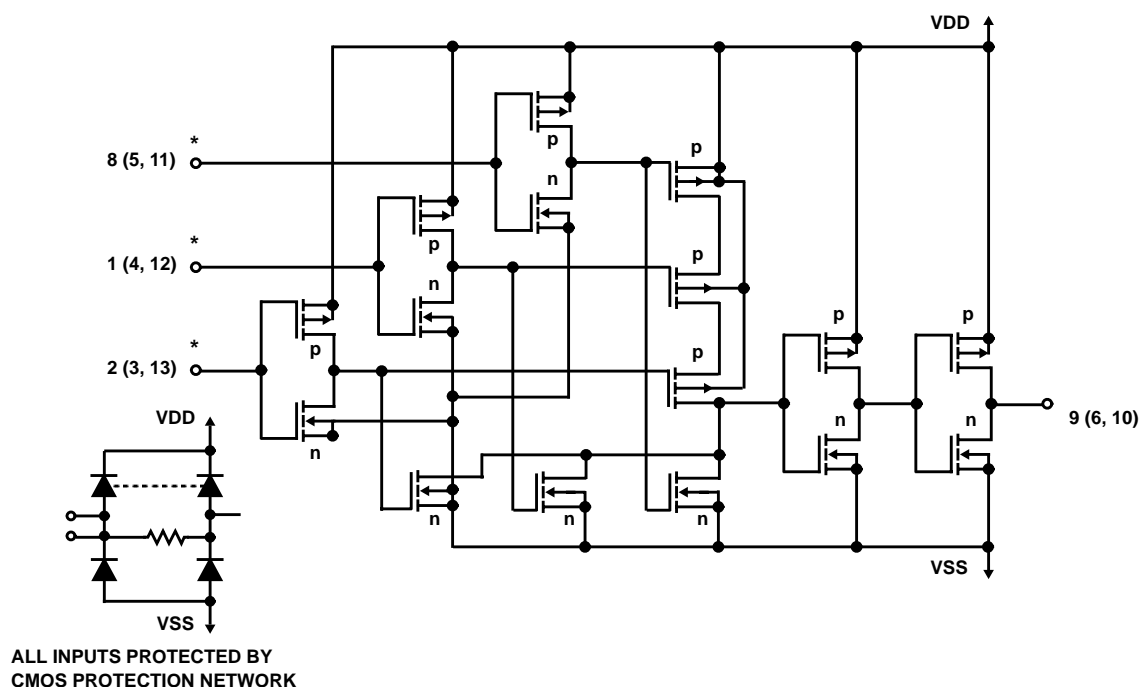 VDD
p
*
8 (5, 11)
p
n
*
p
1 (4, 12)
n
p
*
p
p
p
2 (3, 13)
p
VDD
n
n
9 (6, 10)
n
n
n
n
VSS
VSS
ALL INPUTS PROTECTED BY
CMOS PROTECTION NETWORK